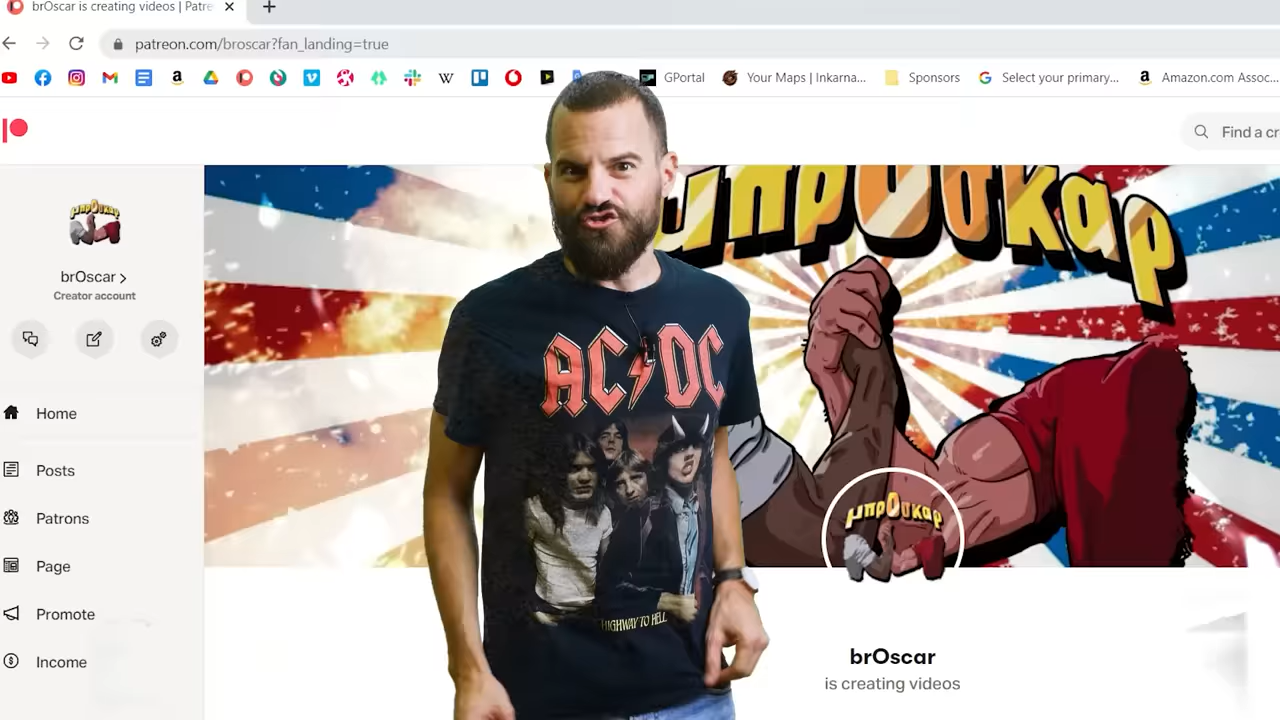 brOscar is creating videos | Patre
patreon.com/broscar?fan_landing=true
GPortal
Your Maps | Inkarna...
Sponsors
Select your primary...
Amazon.com Assoc...
Find a cr
μπρΟσκαρ
brOscar
Creator account
Home
Posts
Patrons
Page
Promote
Income
AC DC
HIGHWAY TO HELL
μπρΟσκαρ
brOscar
is creating videos